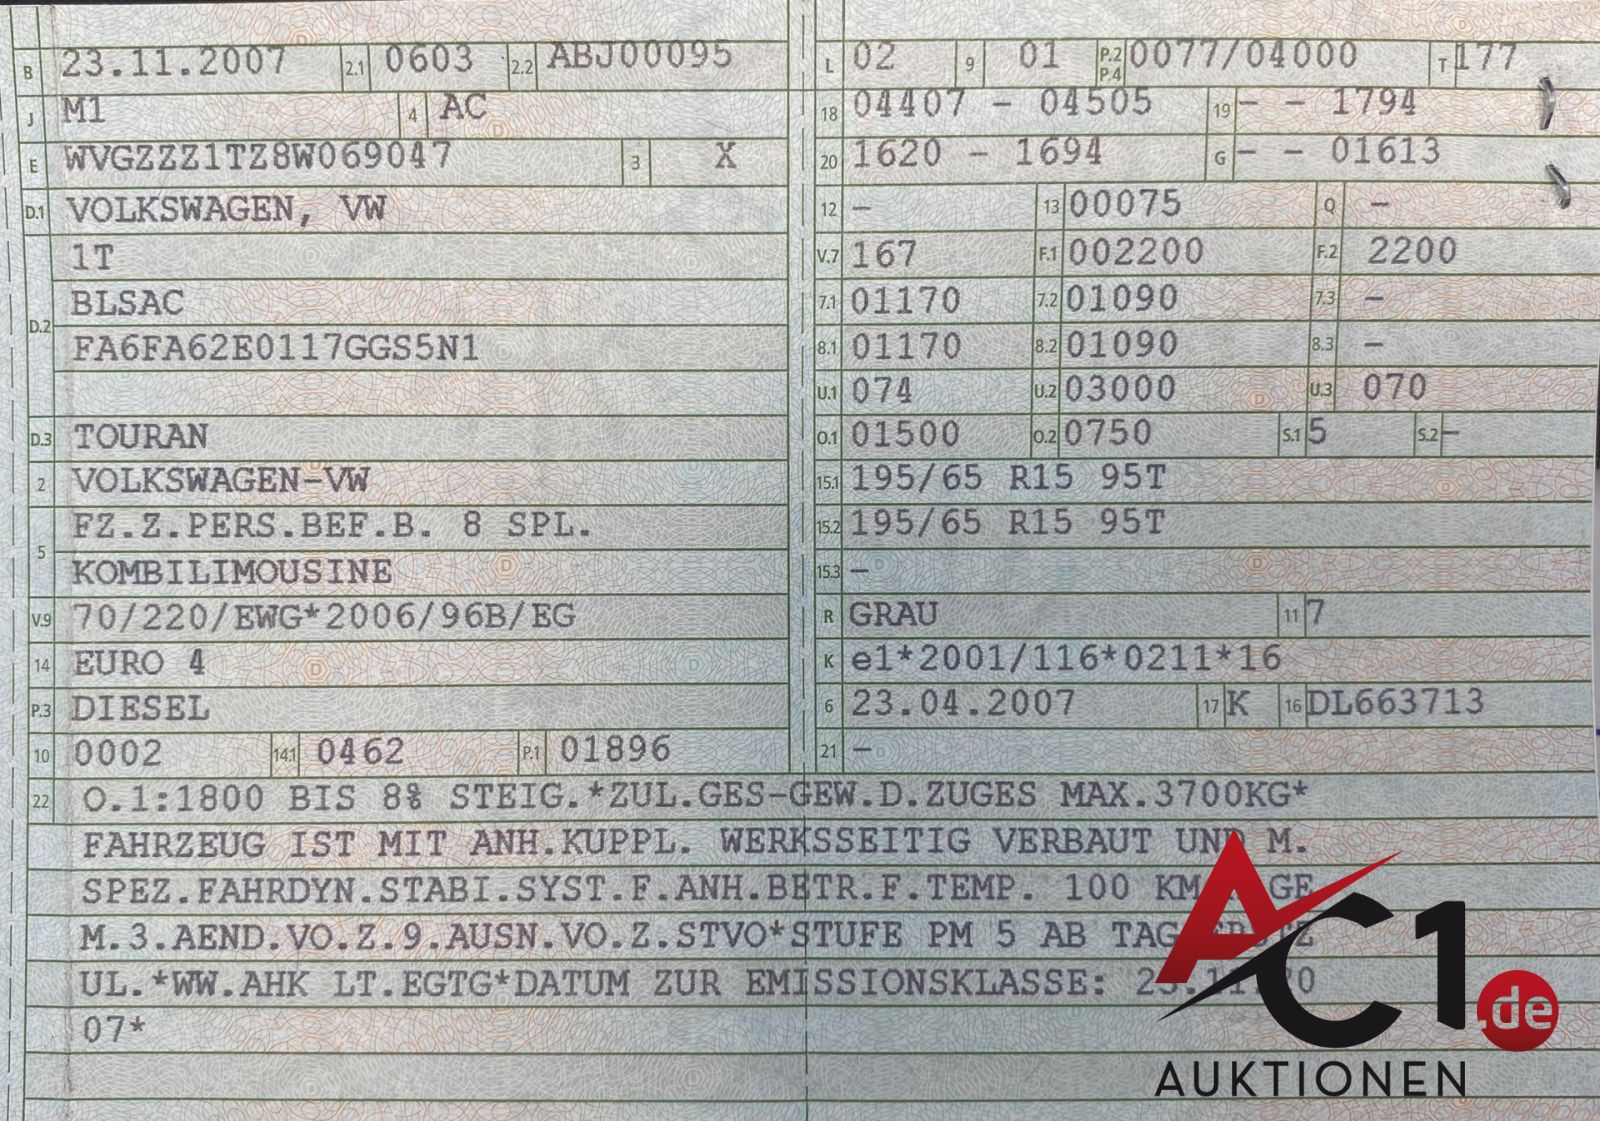 B 23.11.2007 2.1 0603 2.2 ABJ00095
J M1 4 AC
E WVGZZZ1TZ8W069047 3 X
D.1 VOLKSWAGEN, VW
1T
BLSAC
D.2
FA6FA62E0117GGS5N1
D.3 TOURAN
2 VOLKSWAGEN-VW
FZ.Z.PERS.BEF.B. 8 SPL.
5
KOMBILIMOUSINE
V.9 70/220/EWG*2006/96B/EG
14 EURO 4
P.3 DIESEL
10 0002 14.1 0462 P.1 01896
L 02 9 01 P.2 P.4 0077/04000 T 177
18 04407 - 04505 19 - - 1794
20 1620 - 1694 G - - 01613
12 - 13 00075 Q -
V.7 167 F.1 002200 F.2 2200
7.1 01170 7.2 01090 7.3 -
8.1 01170 8.2 01090 8.3 -
U.1 074 U.2 03000 U.3 070
O.1 01500 O.2 0750 S.1 5 S.2 -
15.1 195/65 R15 95T
15.2 195/65 R15 95T
15.3 -
R GRAU 11 7
K e1*2001/116*0211*16
6 23.04.2007 17 K 16 DL663713
21 -
22 O.1:1800 BIS 8% STEIG.*ZUL.GES-GEW.D.ZUGES MAX.3700KG*
FAHRZEUG IST MIT ANH.KUPPL. WERKSSEITIG VERBAUT UND M.
SPEZ.FAHRDYN.STABI.SYST.F.ANH.BETR.F.TEMP. 100 KM GE
M.3.AEND.VO.Z.9.AUSN.VO.Z.STVO*STUFE PM 5 AB TAG
UL.*WW.AHK LT.EGTG*DATUM ZUR EMISSIONSKLASSE: 23.11.20
07*
AC1.de
AUKTIONEN